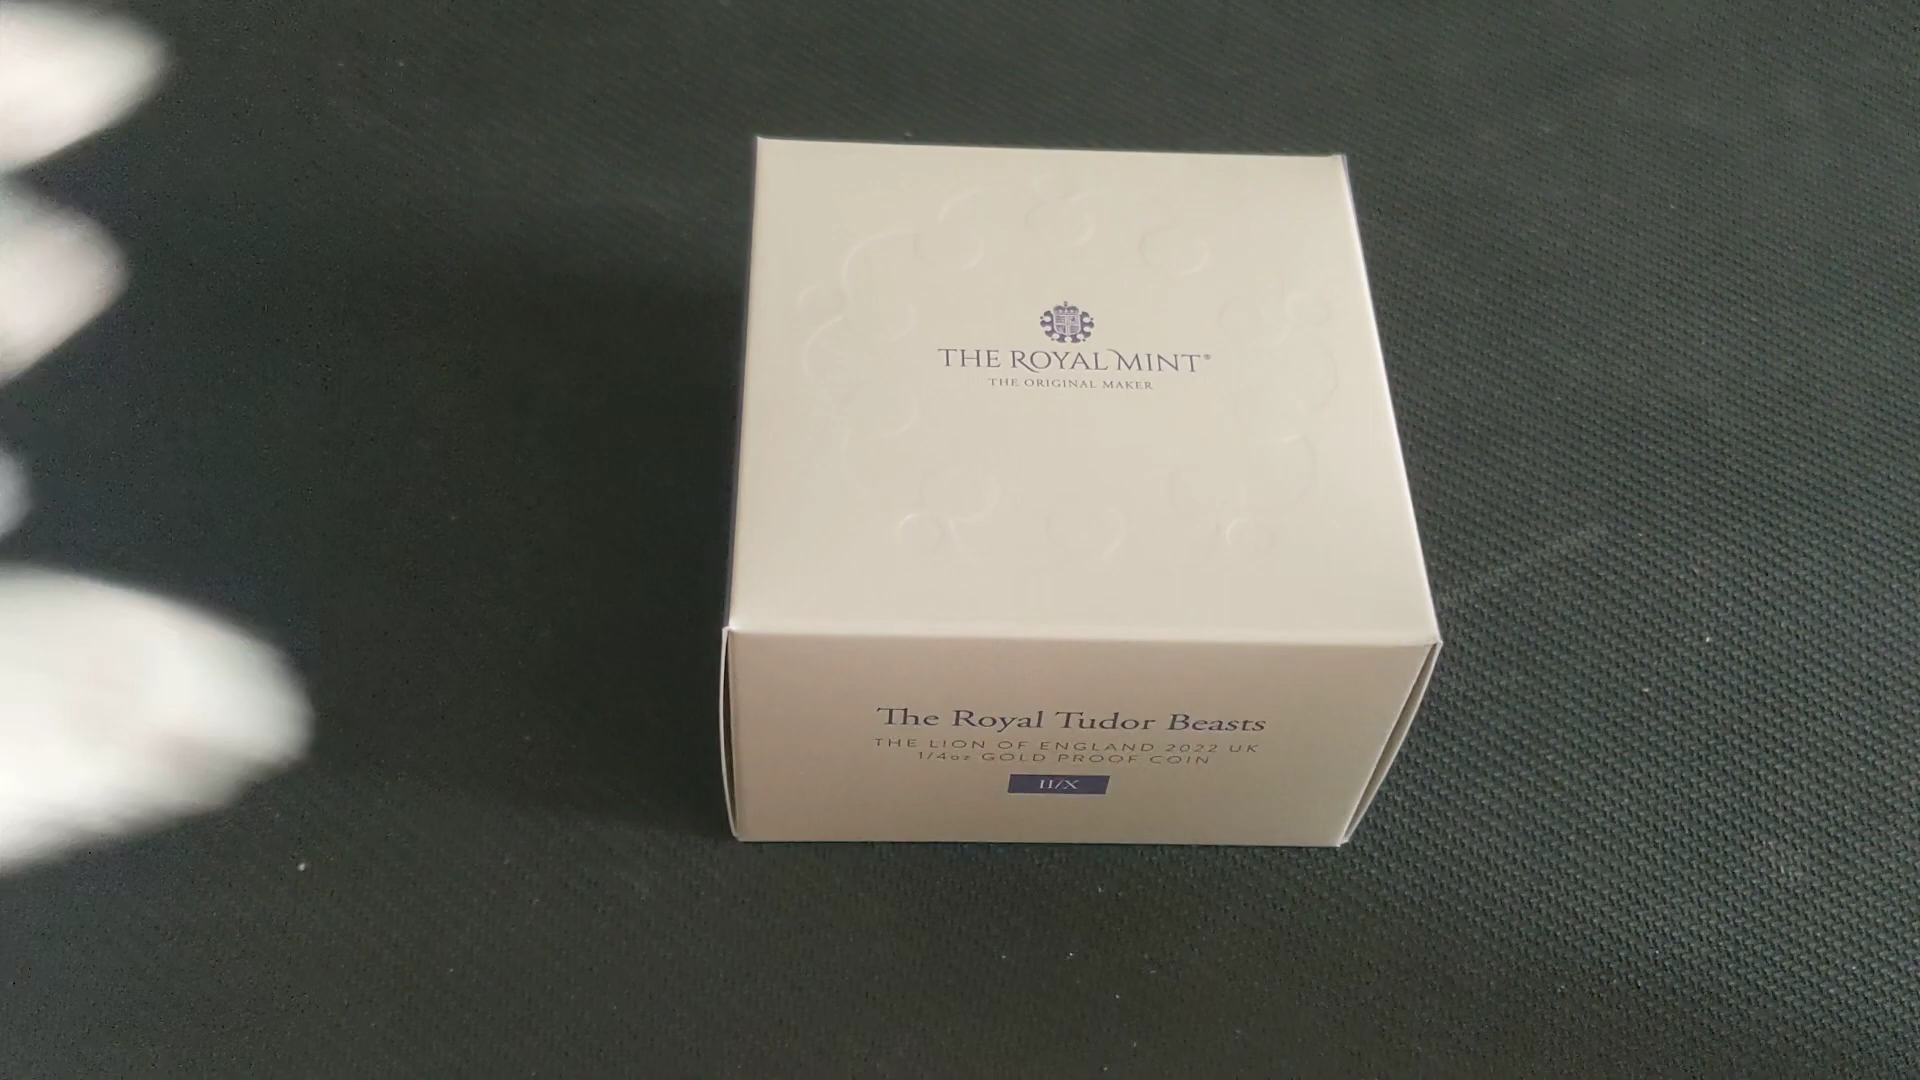 THE ROYAL MINT®
THE ORIGINAL MAKER
The Royal Tudor Beasts
THE LION OF ENGLAND 2022 UK
1/4oz GOLD PROOF COIN
II/X